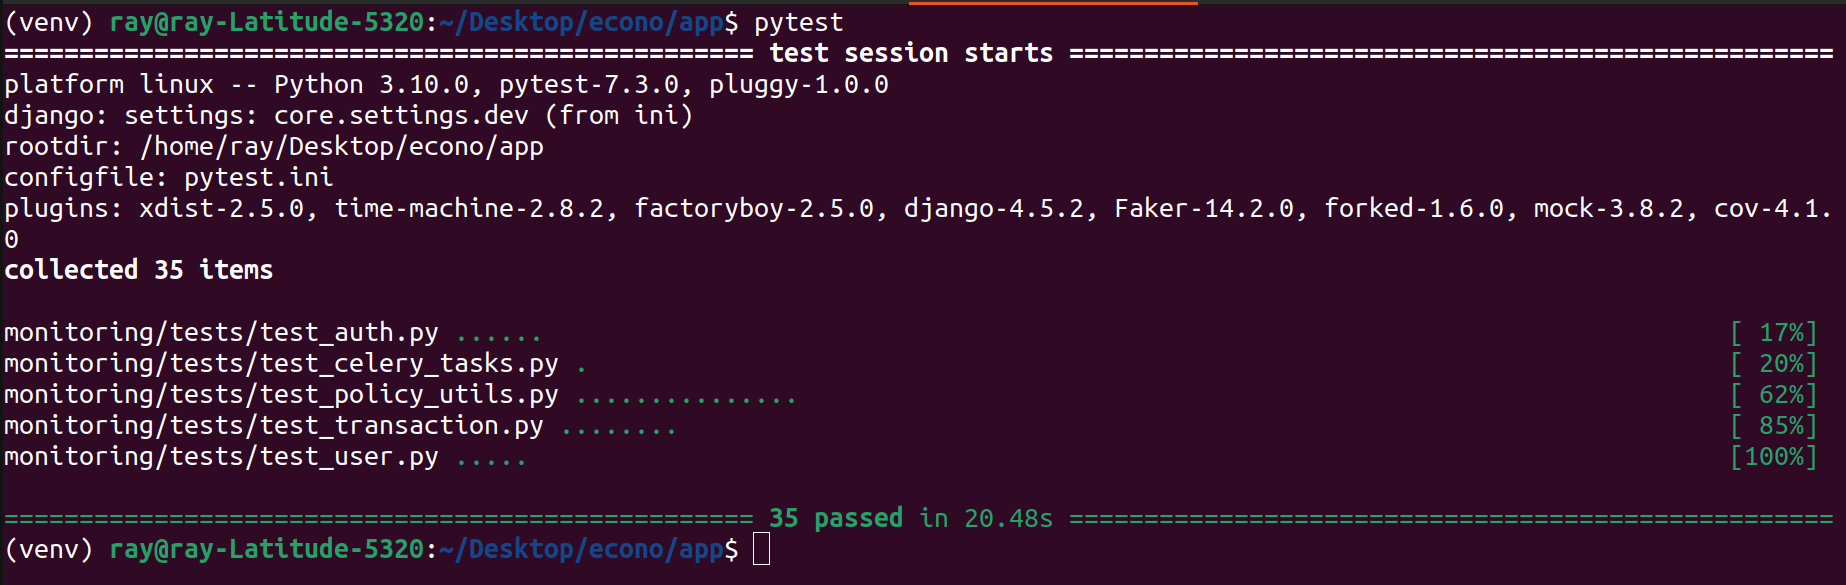 (venv) ray@ray-Latitude-5320:~/Desktop/econo/app$ pytest
================================================== test session starts ===================================================
platform linux -- Python 3.10.0, pytest-7.3.0, pluggy-1.0.0
django: settings: core.settings.dev (from ini)
rootdir: /home/ray/Desktop/econo/app
configfile: pytest.ini
plugins: xdist-2.5.0, time-machine-2.8.2, factoryboy-2.5.0, django-4.5.2, Faker-14.2.0, forked-1.6.0, mock-3.8.2, cov-4.1.
0
collected 35 items
monitoring/tests/test_auth.py ...... [ 17%]
monitoring/tests/test_celery_tasks.py . [ 20%]
monitoring/tests/test_policy_utils.py ............... [ 62%]
monitoring/tests/test_transaction.py ........ [ 85%]
monitoring/tests/test_user.py ..... [100%]
================================================== 35 passed in 20.48s ===================================================
(venv) ray@ray-Latitude-5320:~/Desktop/econo/app$